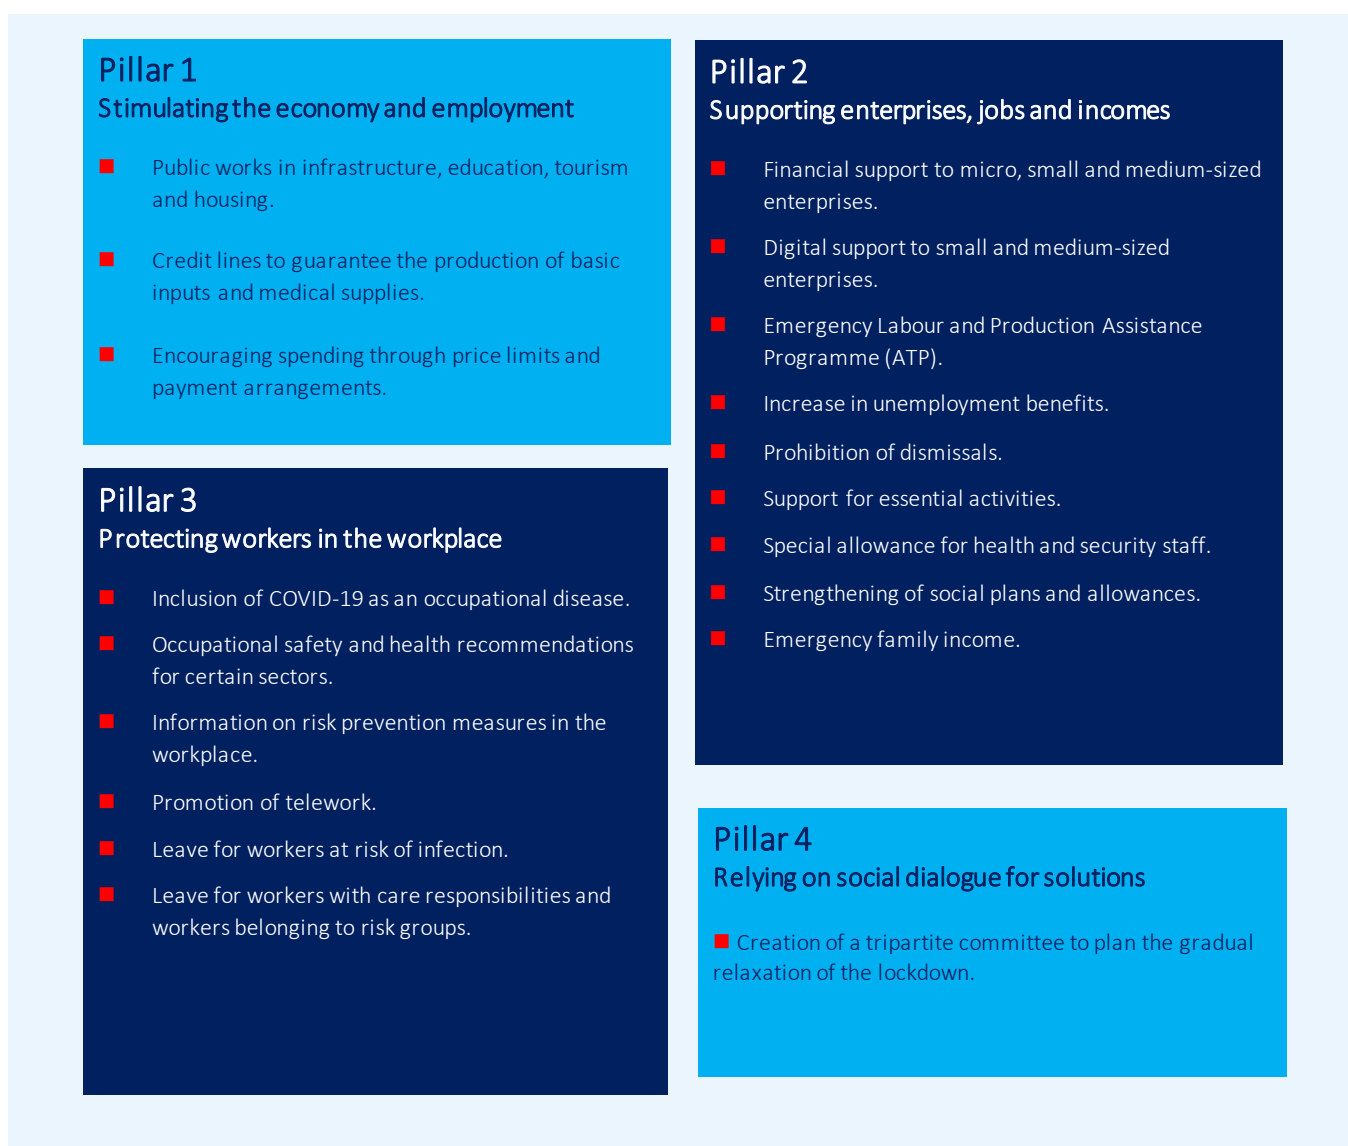 Pillar 1
Stimulating the economy and employment
■ Public works in infrastructure, education, tourism
and housing.
■ Credit lines to guarantee the production of basic
inputs and medical supplies.
■ Encouraging spending through price limits and
payment arrangements.
Pillar 2
Supporting enterprises, jobs and incomes
■ Financial support to micro, small and medium-sized
enterprises.
■ Digital support to small and medium-sized
enterprises.
■ Emergency Labour and Production Assistance
Programme (ATP).
■ Increase in unemployment benefits.
■ Prohibition of dismissals.
■ Support for essential activities.
■ Special allowance for health and security staff.
■ Strengthening of social plans and allowances.
■ Emergency family income.
Pillar 3
Protecting workers in the workplace
■ Inclusion of COVID-19 as an occupational disease.
■ Occupational safety and health recommendations
for certain sectors.
■ Information on risk prevention measures in the
workplace.
■ Promotion of telework.
■ Leave for workers at risk of infection.
■ Leave for workers with care responsibilities and
workers belonging to risk groups.
Pillar 4
Relying on social dialogue for solutions
■ Creation of a tripartite committee to plan the gradual
relaxation of the lockdown.